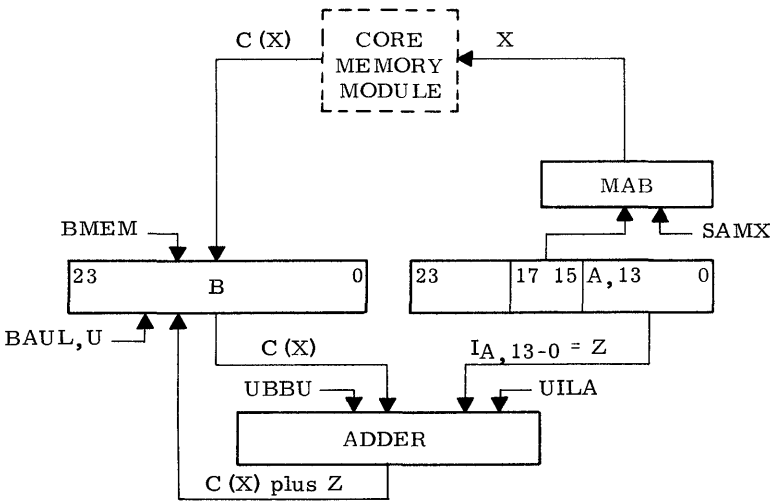 C (X)
CORE
MEMORY
MODULE
X
MAB
BMEM
SAMX
23 B 0
23 17 15 A, 13 0
BAUL, U
C (X)
I_A, 13-0 = Z
UBBU
UILA
ADDER
C (X) plus Z